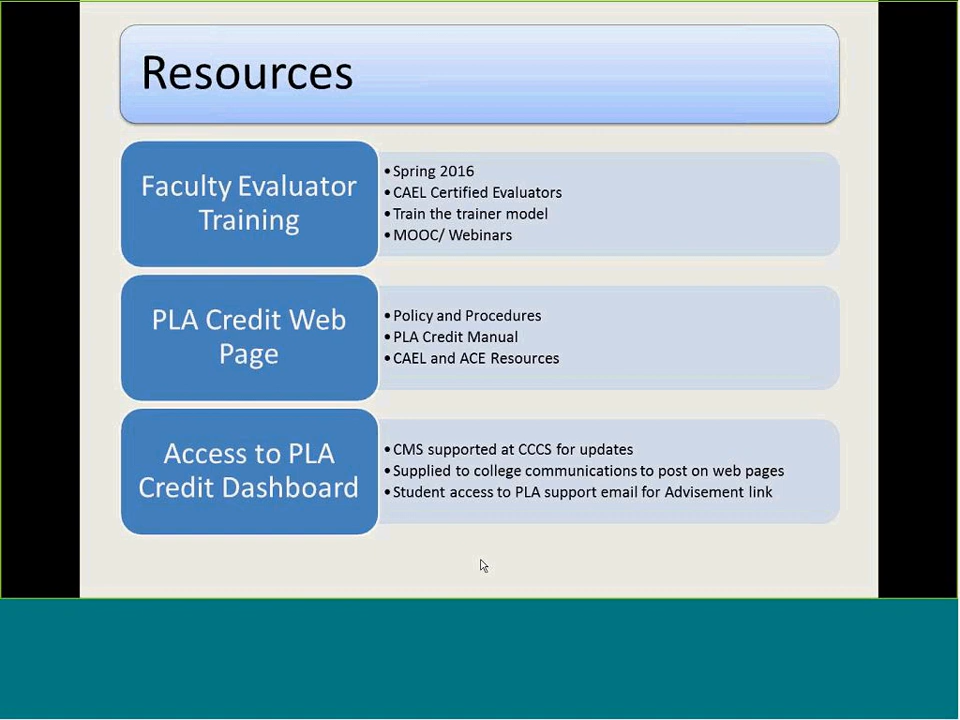 Resources
Faculty Evaluator
Training
•Spring 2016
•CAEL Certified Evaluators
•Train the trainer model
•MOOC/ Webinars
PLA Credit Web
Page
•Policy and Procedures
•PLA Credit Manual
•CAEL and ACE Resources
Access to PLA
Credit Dashboard
•CMS supported at CCCS for updates
•Supplied to college communications to post on web pages
•Student access to PLA support email for Advisement link